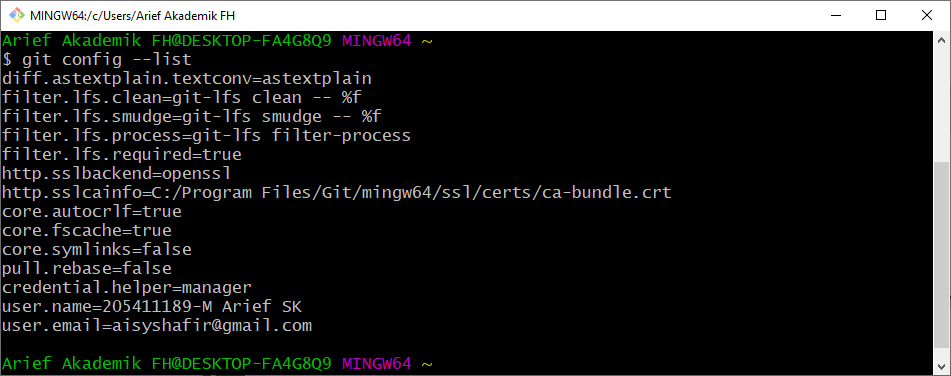 MINGW64:/c/Users/Arief Akademik FH
Arief Akademik FH@DESKTOP-FA4G8Q9 MINGW64 ~
$ git config --list
diff.astextplain.textconv=astextplain
filter.lfs.clean=git-lfs clean -- %f
filter.lfs.smudge=git-lfs smudge -- %f
filter.lfs.process=git-lfs filter-process
filter.lfs.required=true
http.sslbackend=openssl
http.sslcainfo=C:/Program Files/Git/mingw64/ssl/certs/ca-bundle.crt
core.autocrlf=true
core.fscache=true
core.symlinks=false
pull.rebase=false
credential.helper=manager
user.name=205411189-M Arief SK
user.email=aisyshafir@gmail.com
Arief Akademik FH@DESKTOP-FA4G8Q9 MINGW64 ~